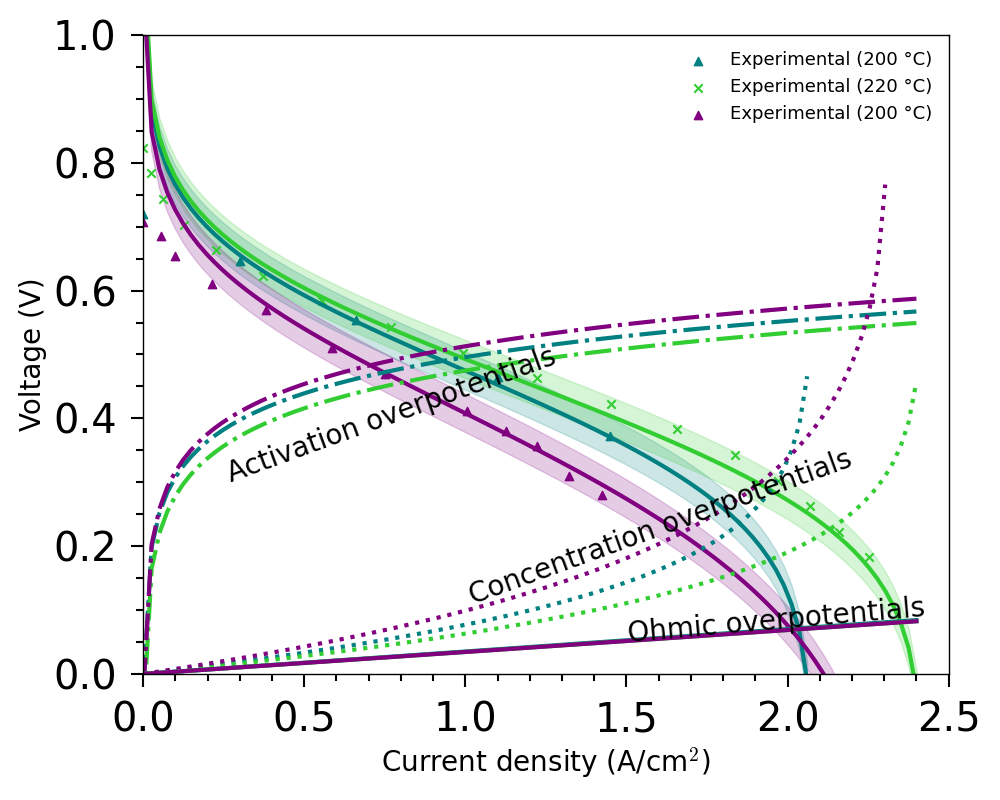 1.0
Experimental (200 °C)
Experimental (220 °C)
Experimental (200 °C)
0.8
0.6
Voltage (V)
Activation overpotentials
0.4
Concentration overpotentials
0.2
Ohmic overpotentials
0.0
0.0 0.5 1.0 1.5 2.0 2.5
Current density (A/cm²)